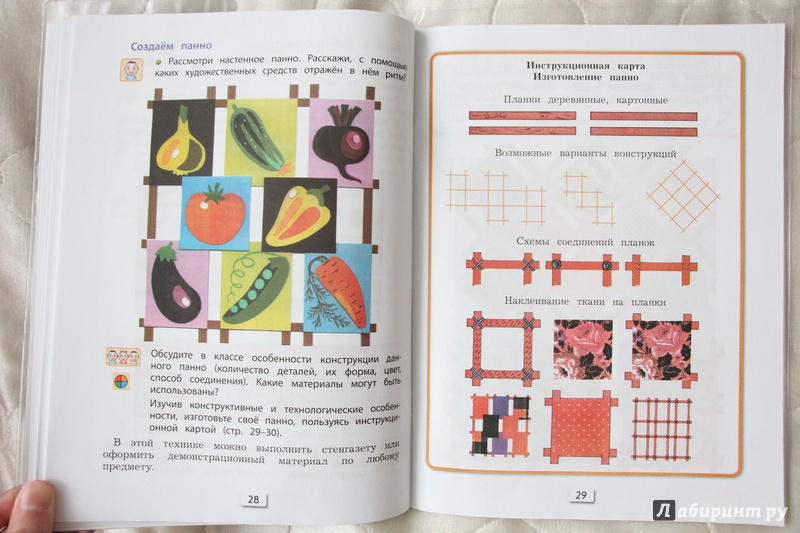 Создаём панно
Рассмотри настенное панно. Расскажи, с помощью
каких художественных средств отражён в нём ритм?
Обсудите в классе особенности конструкции дан-
ного панно (количество деталей, их форма, цвет,
способ соединения). Какие материалы могут быть
использованы?
Изучив конструктивные и технологические особен-
ности, изготовьте своё панно, пользуясь инструкци-
онной картой (стр. 29–30).
В этой технике можно выполнить стенгазету или
оформить демонстрационный материал по любому
предмету.
28
Инструкционная карта
Изготовление панно
Планки деревянные, картонные
Возможные варианты конструкций
Схемы соединений планок
Наклеивание ткани на планки
29
Лабиринт.ру